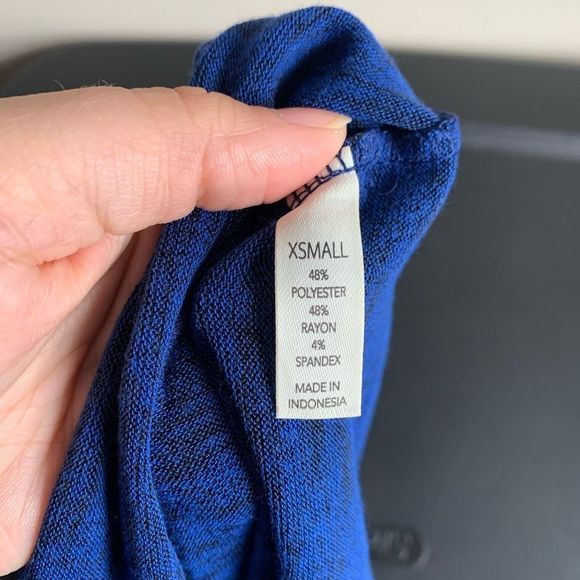 XSMALL
48%
POLYESTER
48%
RAYON
4%
SPANDEX
MADE IN
INDONESIA